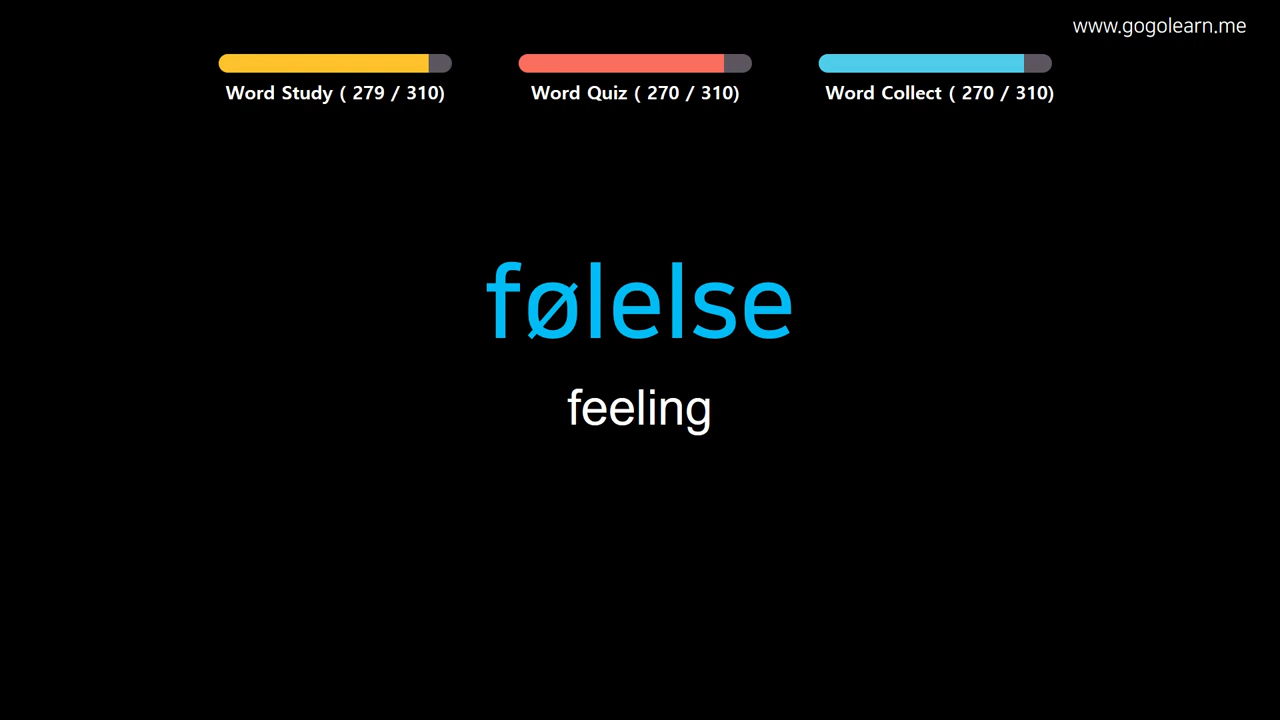 www.gogolearn.me
Word Study ( 279 / 310)
Word Quiz ( 270 / 310)
Word Collect ( 270 / 310)
følelse
feeling